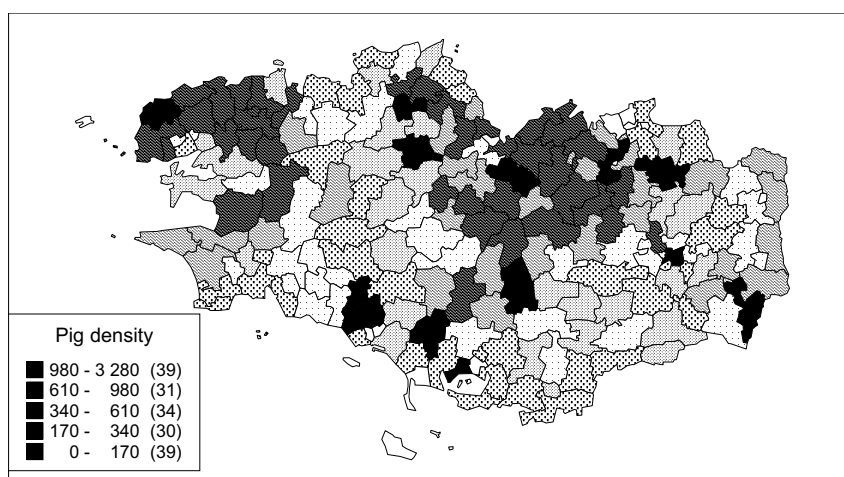 Pig density
980 - 3 280 (39)
610 - 980 (31)
340 - 610 (34)
170 - 340 (30)
0 - 170 (39)